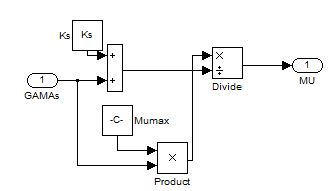 Ks
Ks
+
+
1
GAMAs
-C-
Mumax
×
Product
×
÷
Divide
1
MU